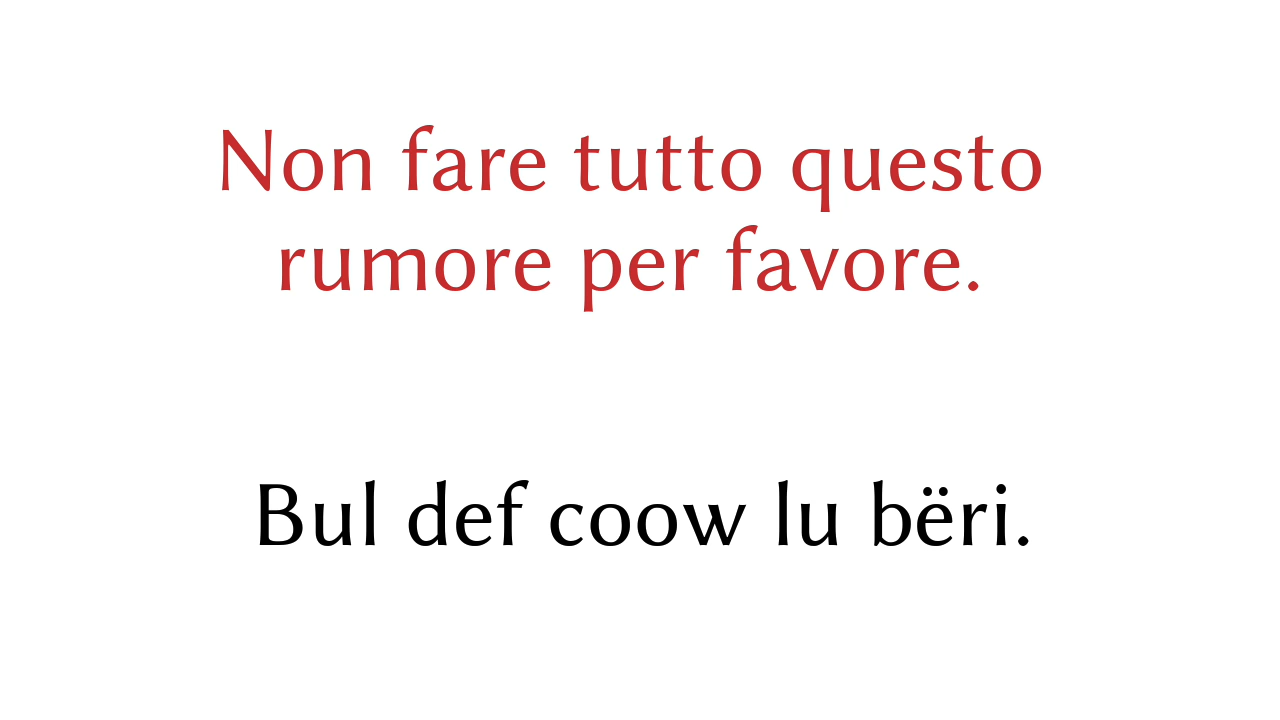 Non fare tutto questo
rumore per favore.
Bul def coow lu bëri.